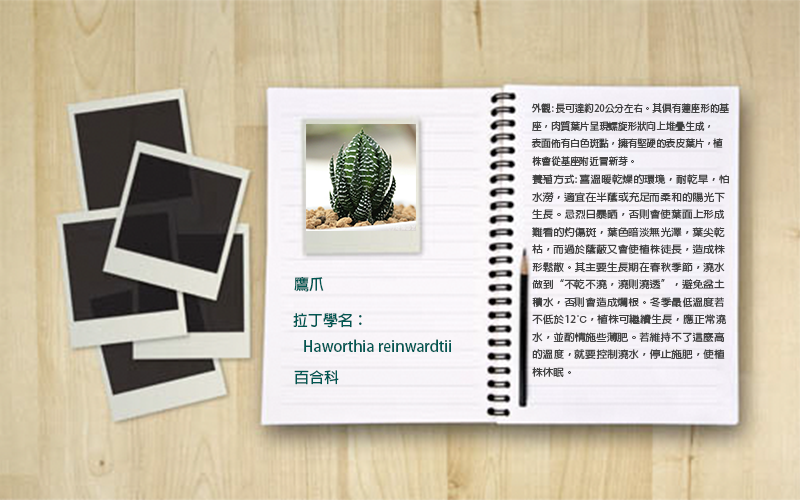 鷹爪
拉丁學名：
Haworthia reinwardtii
百合科
外觀:長可達約20公分左右。其俱有蓮座形的基
座，肉質葉片呈現螺旋形狀向上堆疊生成，
表面佈有白色斑點，擁有堅硬的表皮葉片，植
株會從基座附近冒新芽。
養殖方式:喜溫暖乾燥的環境，耐乾旱，怕
水澇，適宜在半蔭或充足而柔和的陽光下
生長。忌烈日暴晒，否則會使葉面上形成
難看的灼傷斑，葉色暗淡無光澤，葉尖乾
枯，而過於蔭蔽又會使植株徒長，造成株
形鬆散。其主要生長期在春秋季節，澆水
做到“不乾不澆，澆則澆透”，避免盆土
積水，否則會造成爛根。冬季最低溫度若
不低於12℃，植株可繼續生長，應正常澆
水，並酌情施些薄肥。若維持不了這麼高
的溫度，就要控制澆水，停止施肥，使植
株休眠。